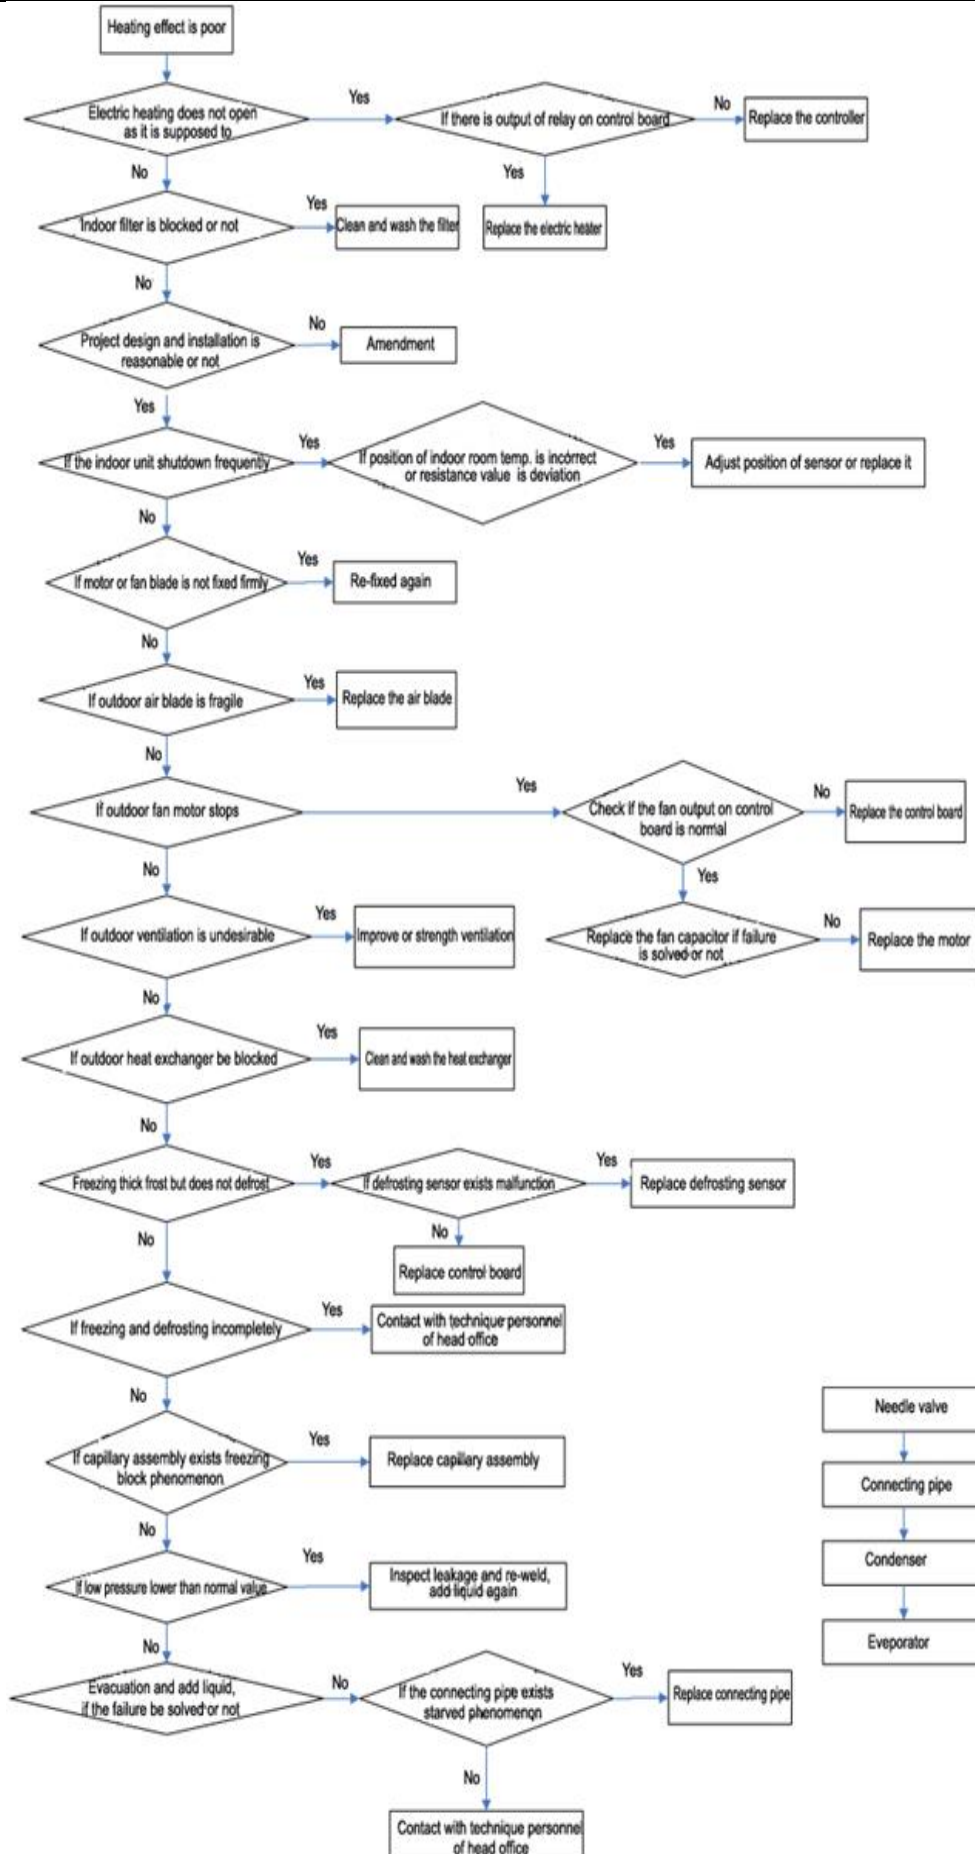 Heating effect is poor
Electric heating does not open
as it is supposed to
Yes
If there is output of relay on control board
No
Replace the controller
No
Yes
Indoor filter is blocked or not
Yes
Clean and wash the filter
Replace the electric heater
No
Project design and installation is
reasonable or not
No
Amendment
Yes
If the indoor unit shutdown frequently
Yes
If position of indoor room temp. is incorrect
or resistance value is deviation
Yes
Adjust position of sensor or replace it
No
If motor or fan blade is not fixed firmly
Yes
Re-fixed again
No
If outdoor air blade is fragile
Yes
Replace the air blade
No
If outdoor fan motor stops
Yes
Check If the fan output on control
board is normal
No
Replace the control board
No
Yes
If outdoor ventilation is undesirable
Yes
Improve or strength ventilation
Replace the fan capacitor if failure
is solved or not
No
Replace the motor
No
If outdoor heat exchanger be blocked
Yes
Clean and wash the heat exchanger
No
Freezing thick frost but does not defrost
Yes
If defrosting sensor exists malfunction
Yes
Replace defrosting sensor
No
No
Replace control board
If freezing and defrosting incompletely
Yes
Contact with technique personnel
of head office
No
If capillary assembly exists freezing
block phenomenon
Yes
Replace capillary assembly
Needle valve
Connecting pipe
Condenser
Eveporator
No
If low pressure lower than normal value
Yes
Inspect leakage and re-weld,
add liquid again
No
Evacuation and add liquid,
if the failure be solved or not
No
If the connecting pipe exists
starved phenomenon
Yes
Replace connecting pipe
No
Contact with technique personnel
of head office